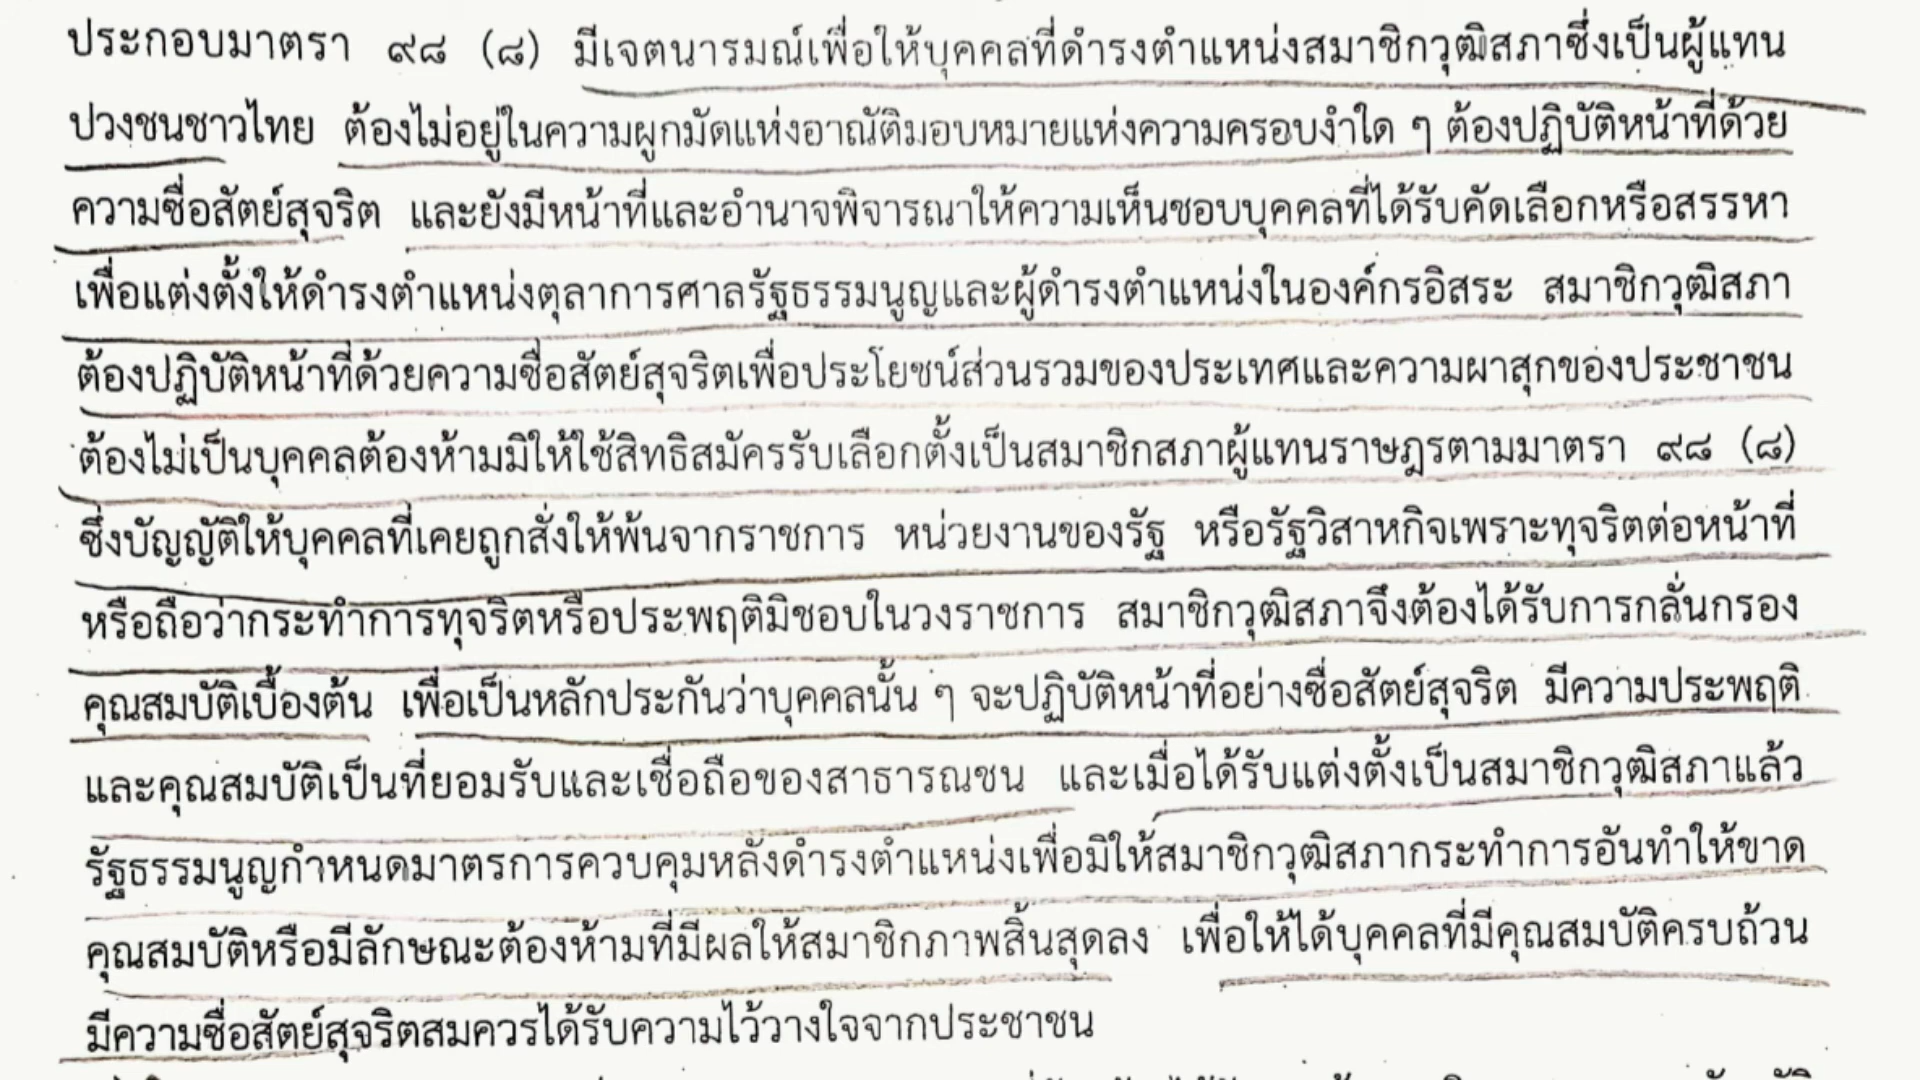 ประกอบมาตรา ๙๘ (๘) มีเจตนารมณ์เพื่อให้บุคคลที่ดำรงตำแหน่งสมาชิกวุฒิสภาซึ่งเป็นผู้แทน
ปวงชนชาวไทย ต้องไม่อยู่ในความผูกมัดแห่งอาณัติมอบหมายแห่งความครอบงำใด ๆ ต้องปฏิบัติหน้าที่ด้วย
ความซื่อสัตย์สุจริต และยังมีหน้าที่และอำนาจพิจารณาให้ความเห็นชอบบุคคลที่ได้รับคัดเลือกหรือสรรหา
เพื่อแต่งตั้งให้ดำรงตำแหน่งตุลาการศาลรัฐธรรมนูญและผู้ดำรงตำแหน่งในองค์กรอิสระ สมาชิกวุฒิสภา
ต้องปฏิบัติหน้าที่ด้วยความซื่อสัตย์สุจริตเพื่อประโยชน์ส่วนรวมของประเทศและความผาสุกของประชาชน
ต้องไม่เป็นบุคคลต้องห้ามมิให้ใช้สิทธิสมัครรับเลือกตั้งเป็นสมาชิกสภาผู้แทนราษฎรตามมาตรา ๙๘ (๘)
ซึ่งบัญญัติให้บุคคลที่เคยถูกสั่งให้พ้นจากราชการ หน่วยงานของรัฐ หรือรัฐวิสาหกิจเพราะทุจริตต่อหน้าที่
หรือถือว่ากระทำการทุจริตหรือประพฤติมิชอบในวงราชการ สมาชิกวุฒิสภาจึงต้องได้รับการกลั่นกรอง
คุณสมบัติเบื้องต้น เพื่อเป็นหลักประกันว่าบุคคลนั้น ๆ จะปฏิบัติหน้าที่อย่างซื่อสัตย์สุจริต มีความประพฤติ
และคุณสมบัติเป็นที่ยอมรับและเชื่อถือของสาธารณชน และเมื่อได้รับแต่งตั้งเป็นสมาชิกวุฒิสภาแล้ว
รัฐธรรมนูญกำหนดมาตรการควบคุมหลังดำรงตำแหน่งเพื่อมิให้สมาชิกวุฒิสภากระทำการอันทำให้ขาด
คุณสมบัติหรือมีลักษณะต้องห้ามที่มีผลให้สมาชิกภาพสิ้นสุดลง เพื่อให้ได้บุคคลที่มีคุณสมบัติครบถ้วน
มีความซื่อสัตย์สุจริตสมควรได้รับความไว้วางใจจากประชาชน